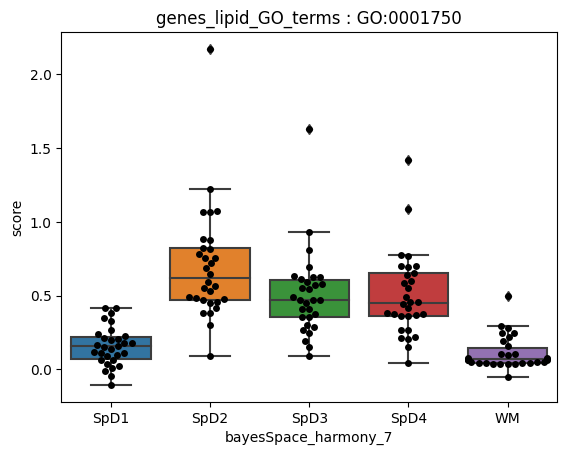 genes_lipid_GO_terms : GO:0001750
2.0
1.5
1.0
0.5
0.0
score
SpD1 SpD2 SpD3 SpD4 WM
bayesSpace_harmony_7